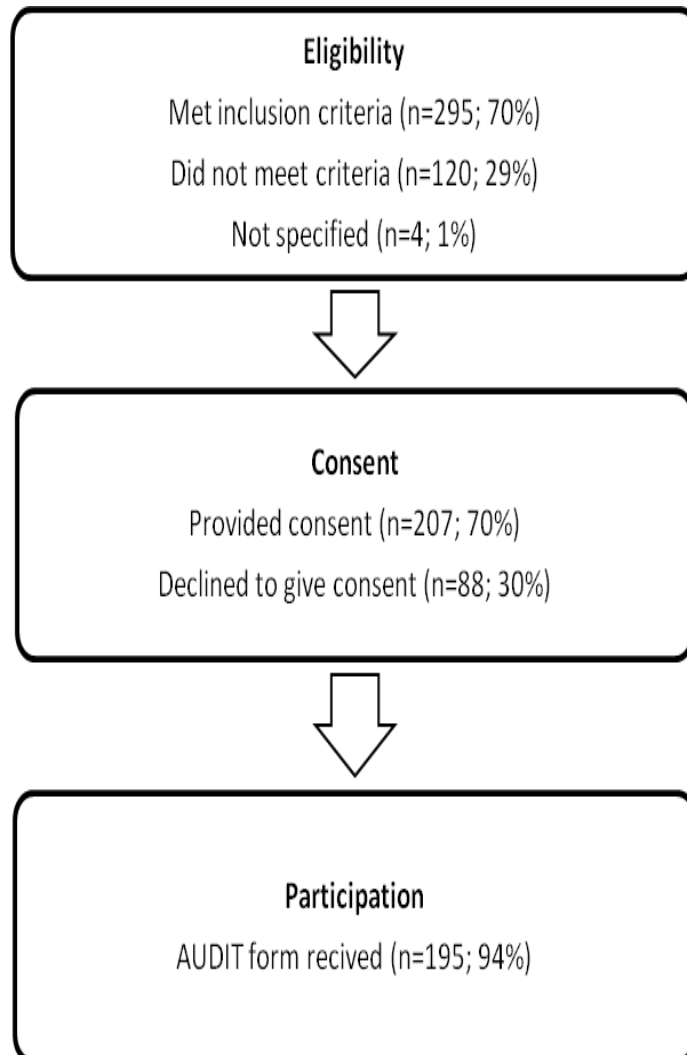 Eligibility
Met inclusion criteria (n=295; 70%)
Did not meet criteria (n=120; 29%)
Not specified (n=4; 1%)
Consent
Provided consent (n=207; 70%)
Declined to give consent (n=88; 30%)
Participation
AUDIT form recived (n=195; 94%)